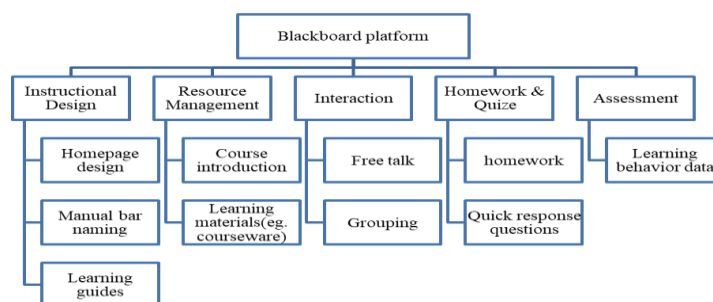 Blackboard platform
Instructional
Design
Resource
Management
Interaction
Homework &
Quize
Assessment
Homepage
design
Course
introduction
Free talk
homework
Learning
behavior data
Manual bar
naming
Learning
materials(eg.
courseware)
Grouping
Quick response
questions
Learning
guides